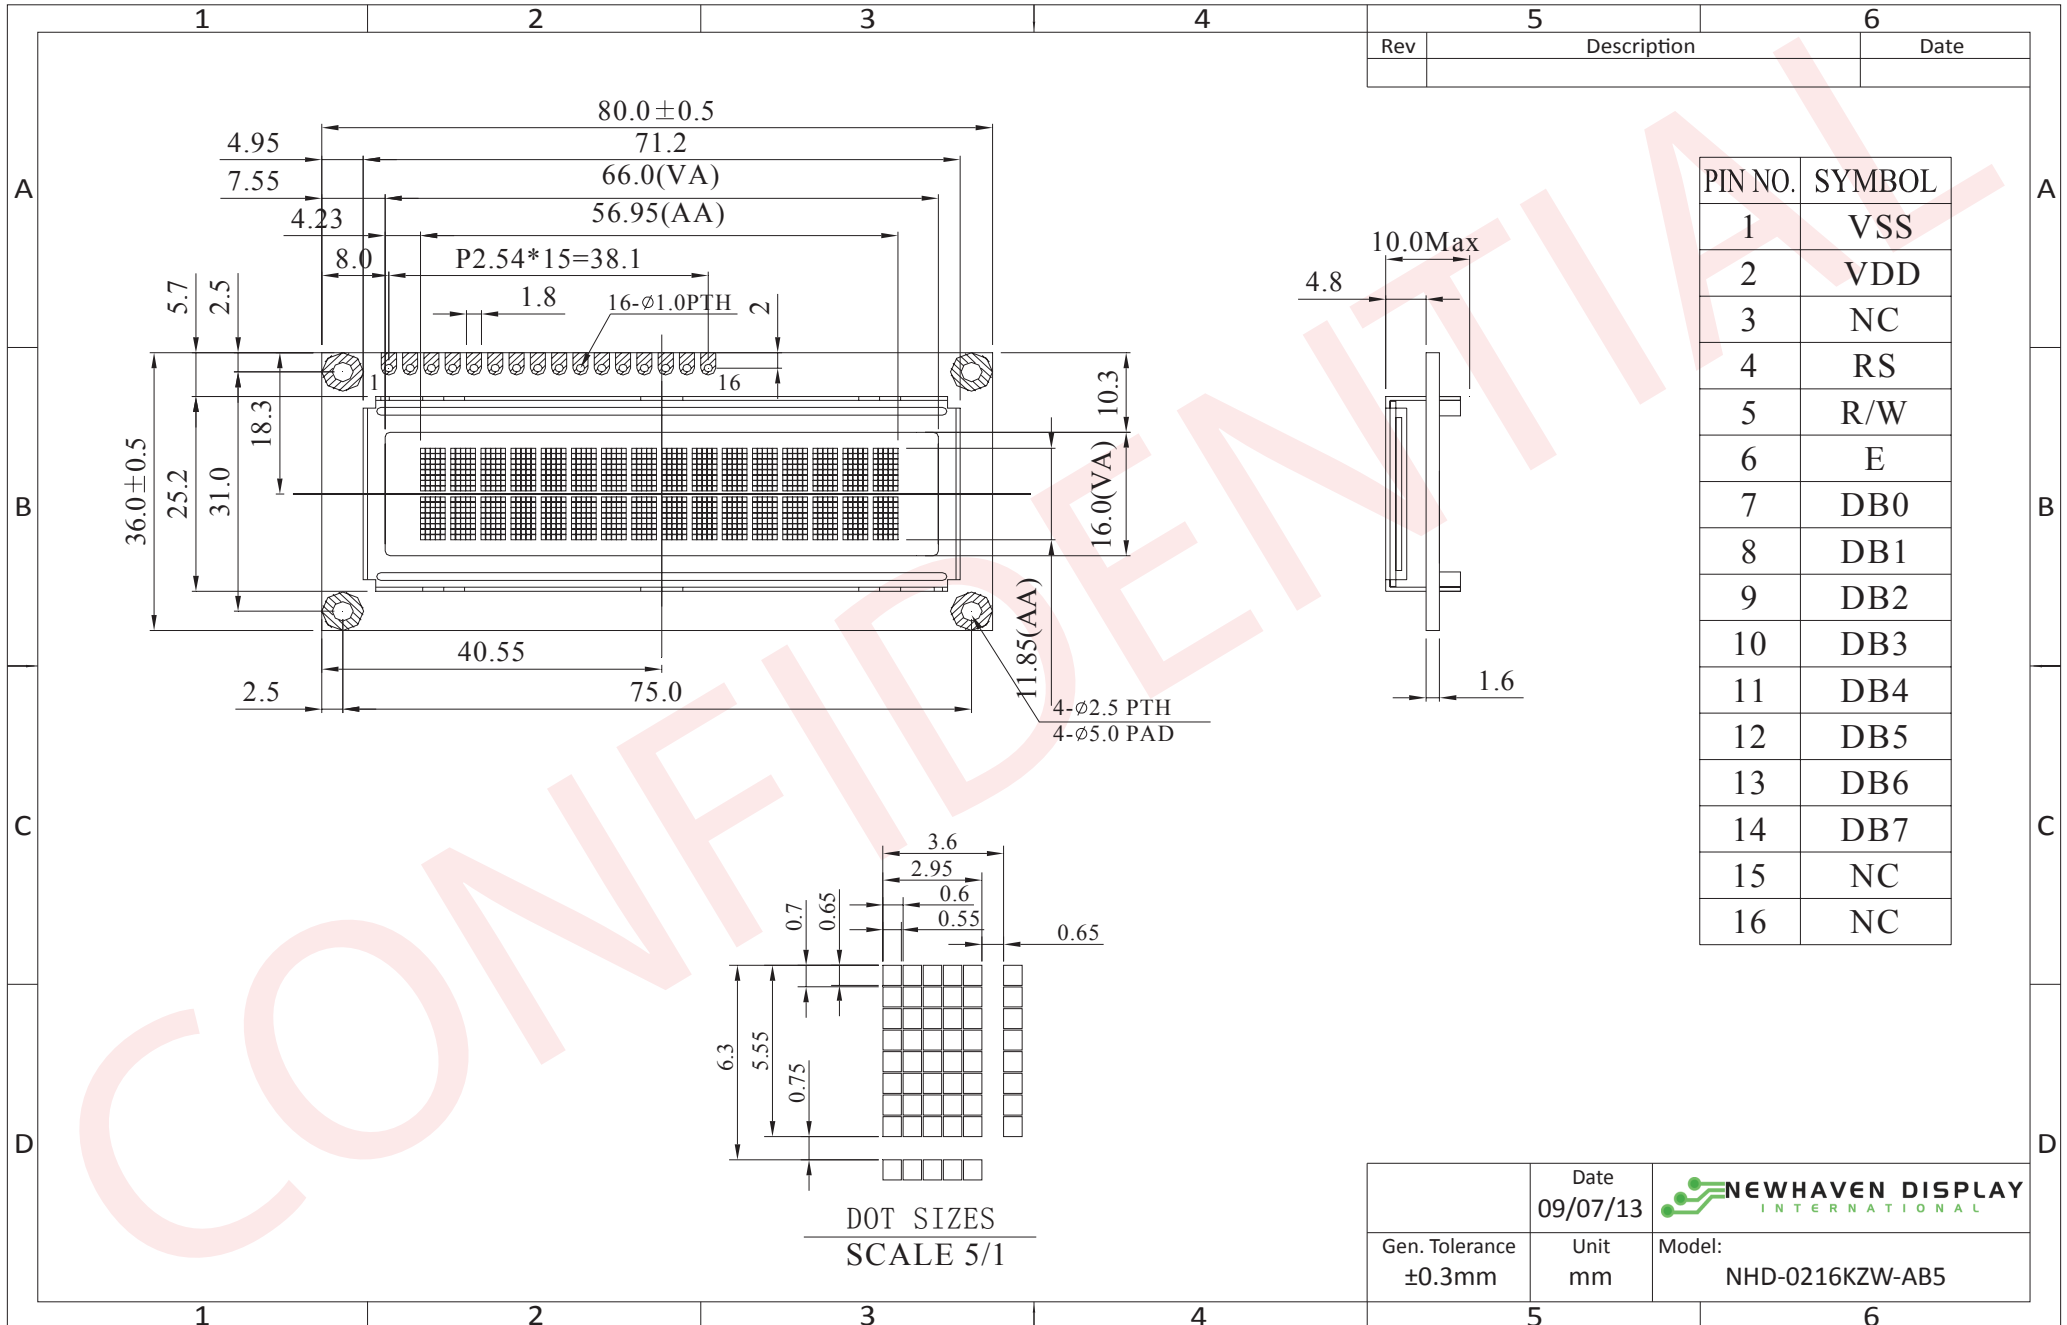 1 2 3 4 5 6
Rev Description Date
A A
B B
C C
D D
80.0±0.5
4.95 71.2
7.55 66.0(VA)
4.23 56.95(AA)
8.0 P2.54*15=38.1
5.7 2.5 1.8 16-⌀1.0PTH 2
1 16
36.0±0.5 25.2 31.0 18.3
10.3
16.0(VA)
11.85(AA)
40.55
2.5 75.0
4-⌀2.5 PTH
4-⌀5.0 PAD
10.0Max
4.8
1.6
PIN NO. SYMBOL
1 VSS
2 VDD
3 NC
4 RS
5 R/W
6 E
7 DB0
8 DB1
9 DB2
10 DB3
11 DB4
12 DB5
13 DB6
14 DB7
15 NC
16 NC
3.6
2.95
0.6
0.55
0.7 0.65 0.65
6.3 5.55 0.75
DOT SIZES
SCALE 5/1
CONFIDENTIAL
Date
09/07/13
NEWHAVEN DISPLAY
INTERNATIONAL
Gen. Tolerance
±0.3mm
Unit
mm
Model:
NHD-0216KZW-AB5
1 2 3 4 5 6